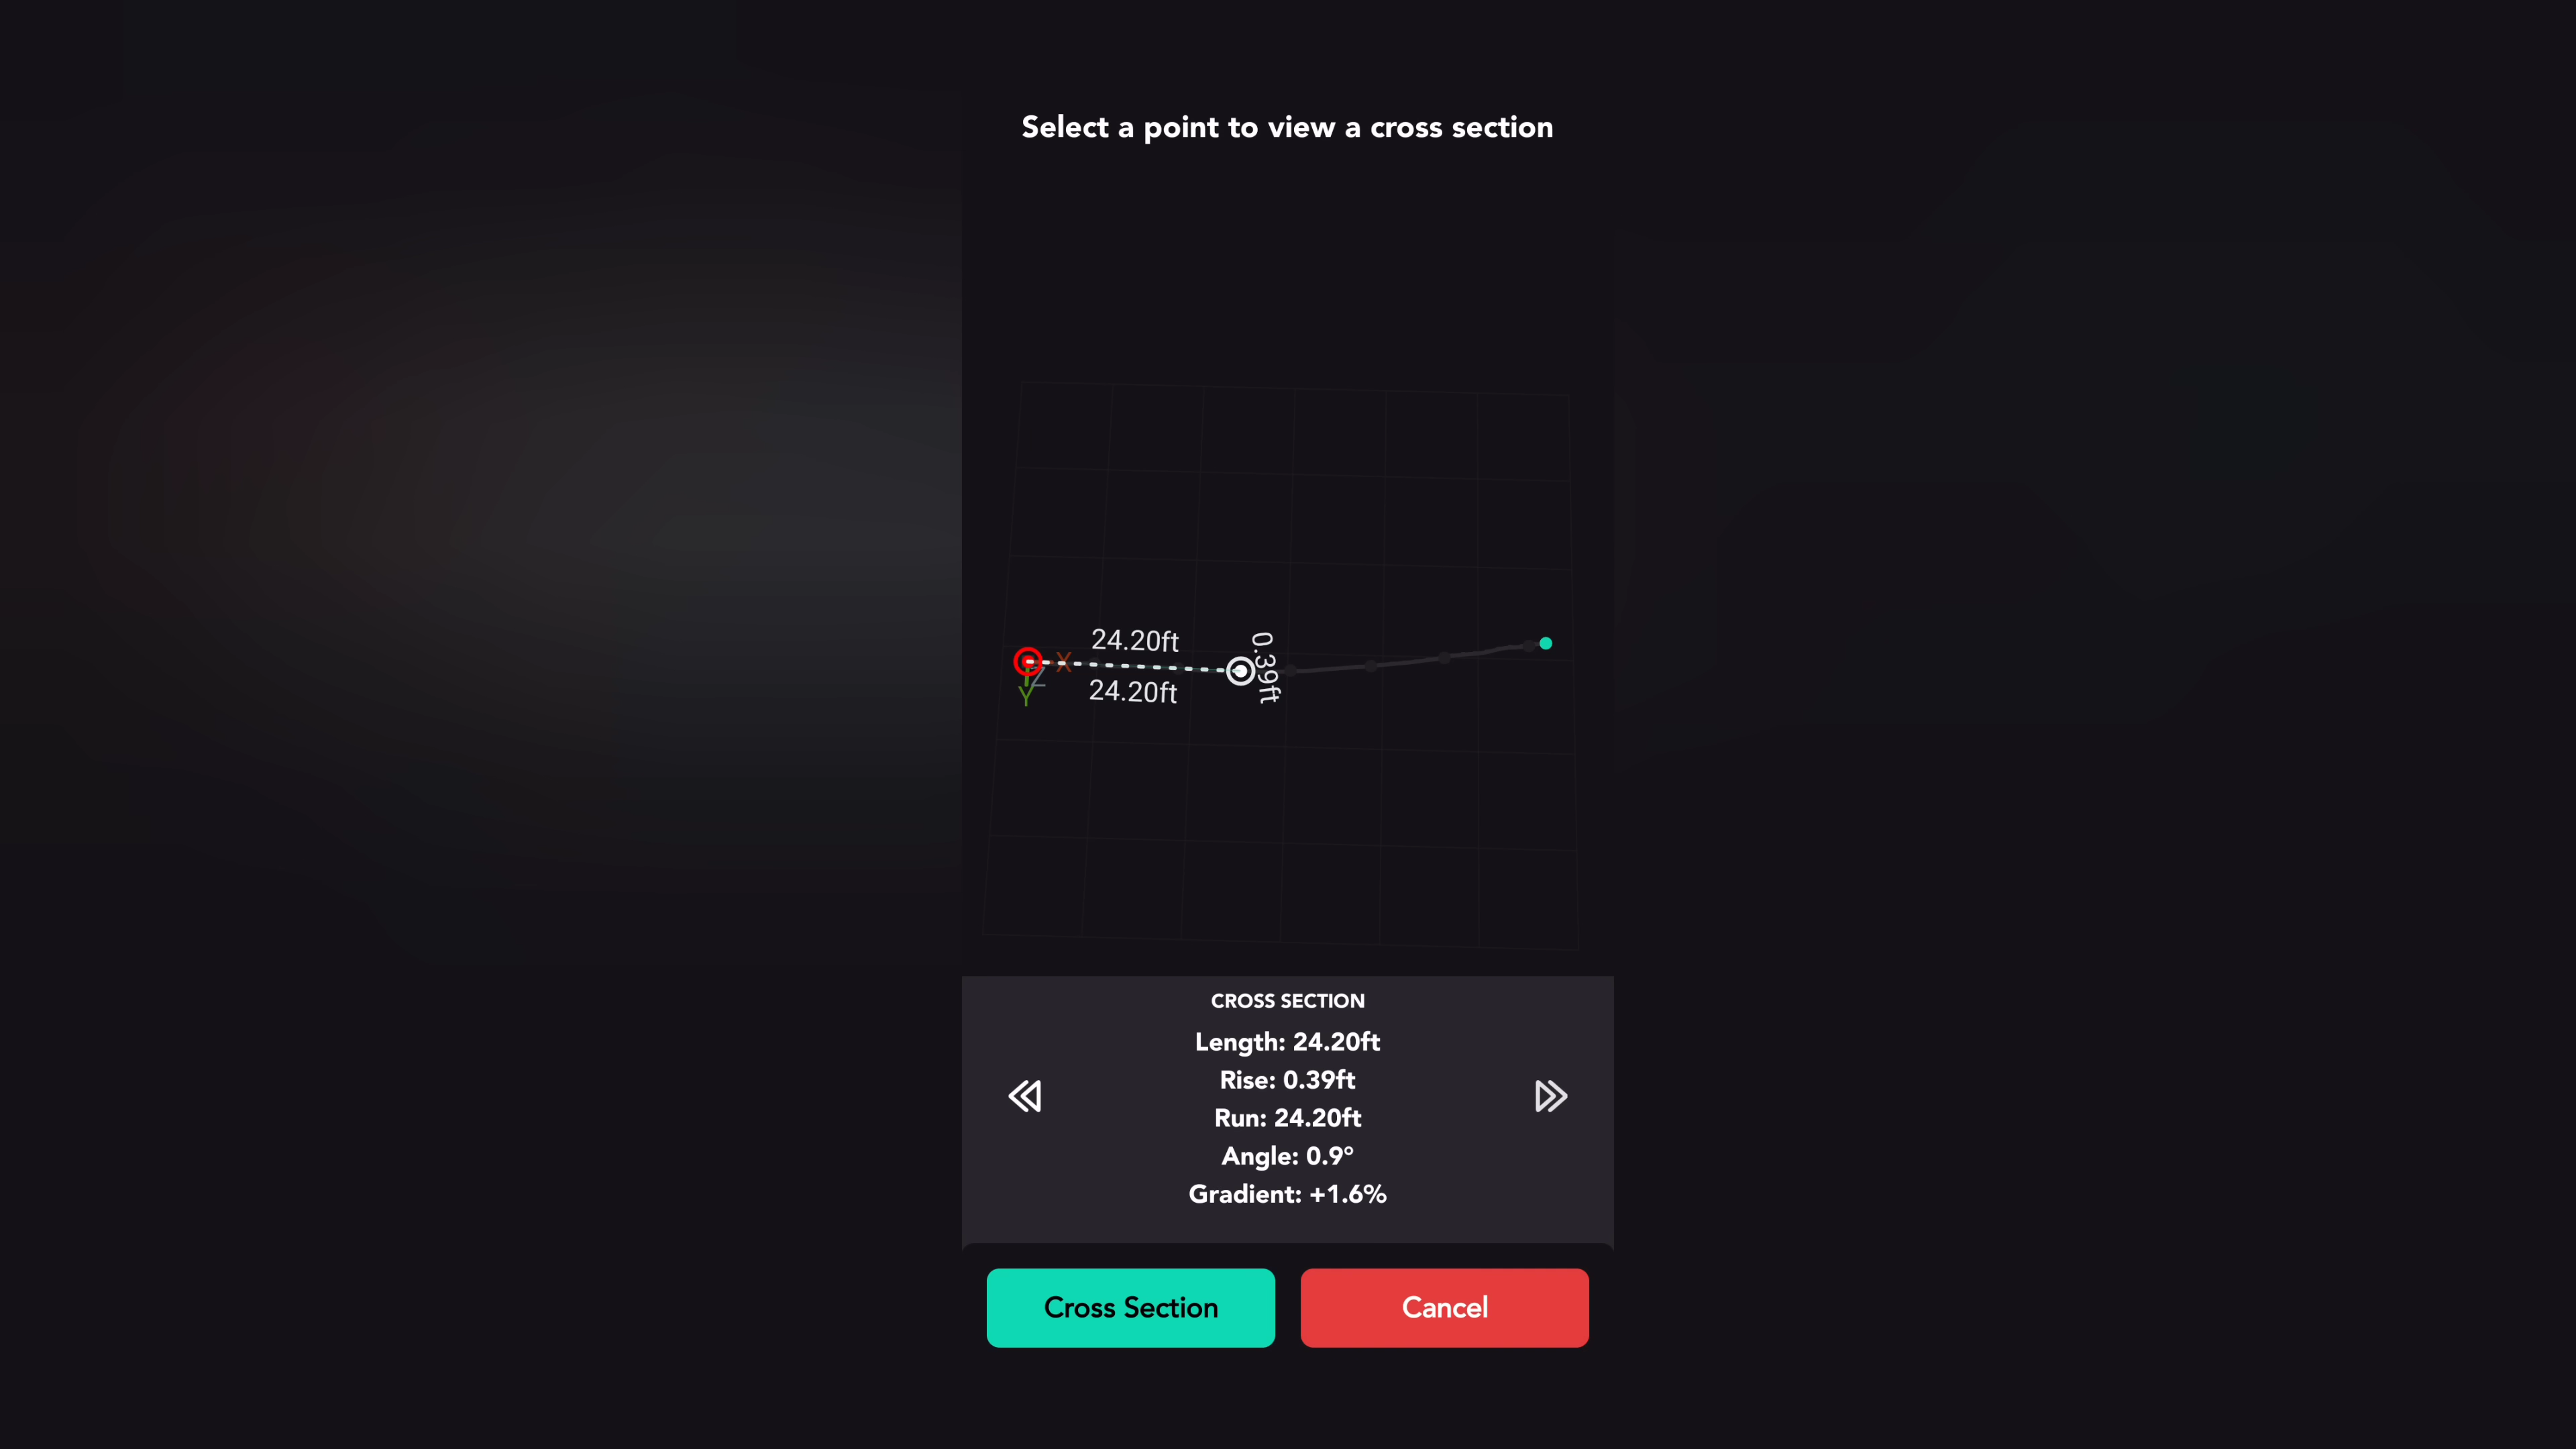 Select a point to view a cross section
24.20ft
0.39ft
X
Z
Y
24.20ft
CROSS SECTION
Length: 24.20ft
Rise: 0.39ft
Run: 24.20ft
Angle: 0.9°
Gradient: +1.6%
Cross Section
Cancel